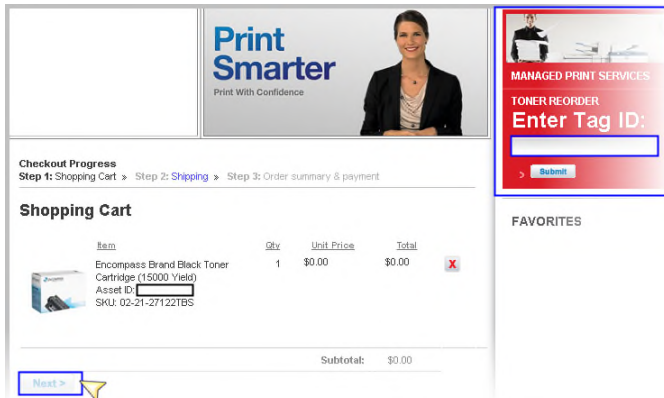 Print
Smarter
Print With Confidence
MANAGED PRINT SERVICES
TONER REORDER
Enter Tag ID:
> Submit
Checkout Progress
Step 1: Shopping Cart » Step 2: Shipping » Step 3: Order summary & payment
Shopping Cart
FAVORITES
Item Qty Unit Price Total
Encompass Brand Black Toner 1 $0.00 $0.00 X
Cartridge (15000 Yield)
Asset ID:
SKU: 02-21-27122TBS
Subtotal: $0.00
Next >